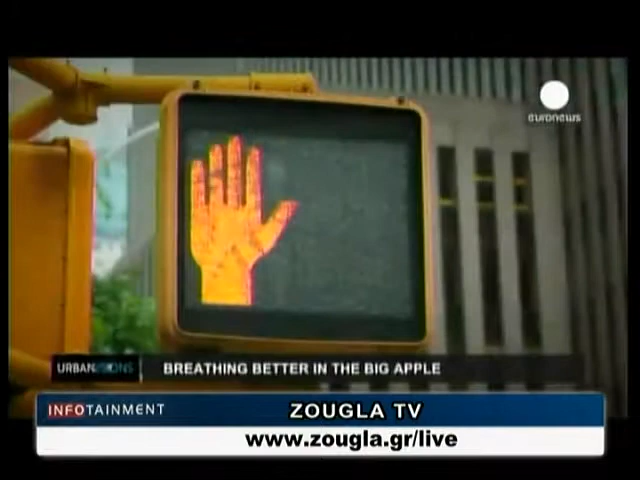 euronews
URBANVISIONS
BREATHING BETTER IN THE BIG APPLE
INFOTAINMENT
ZOUGLA TV
www.zougla.gr/live